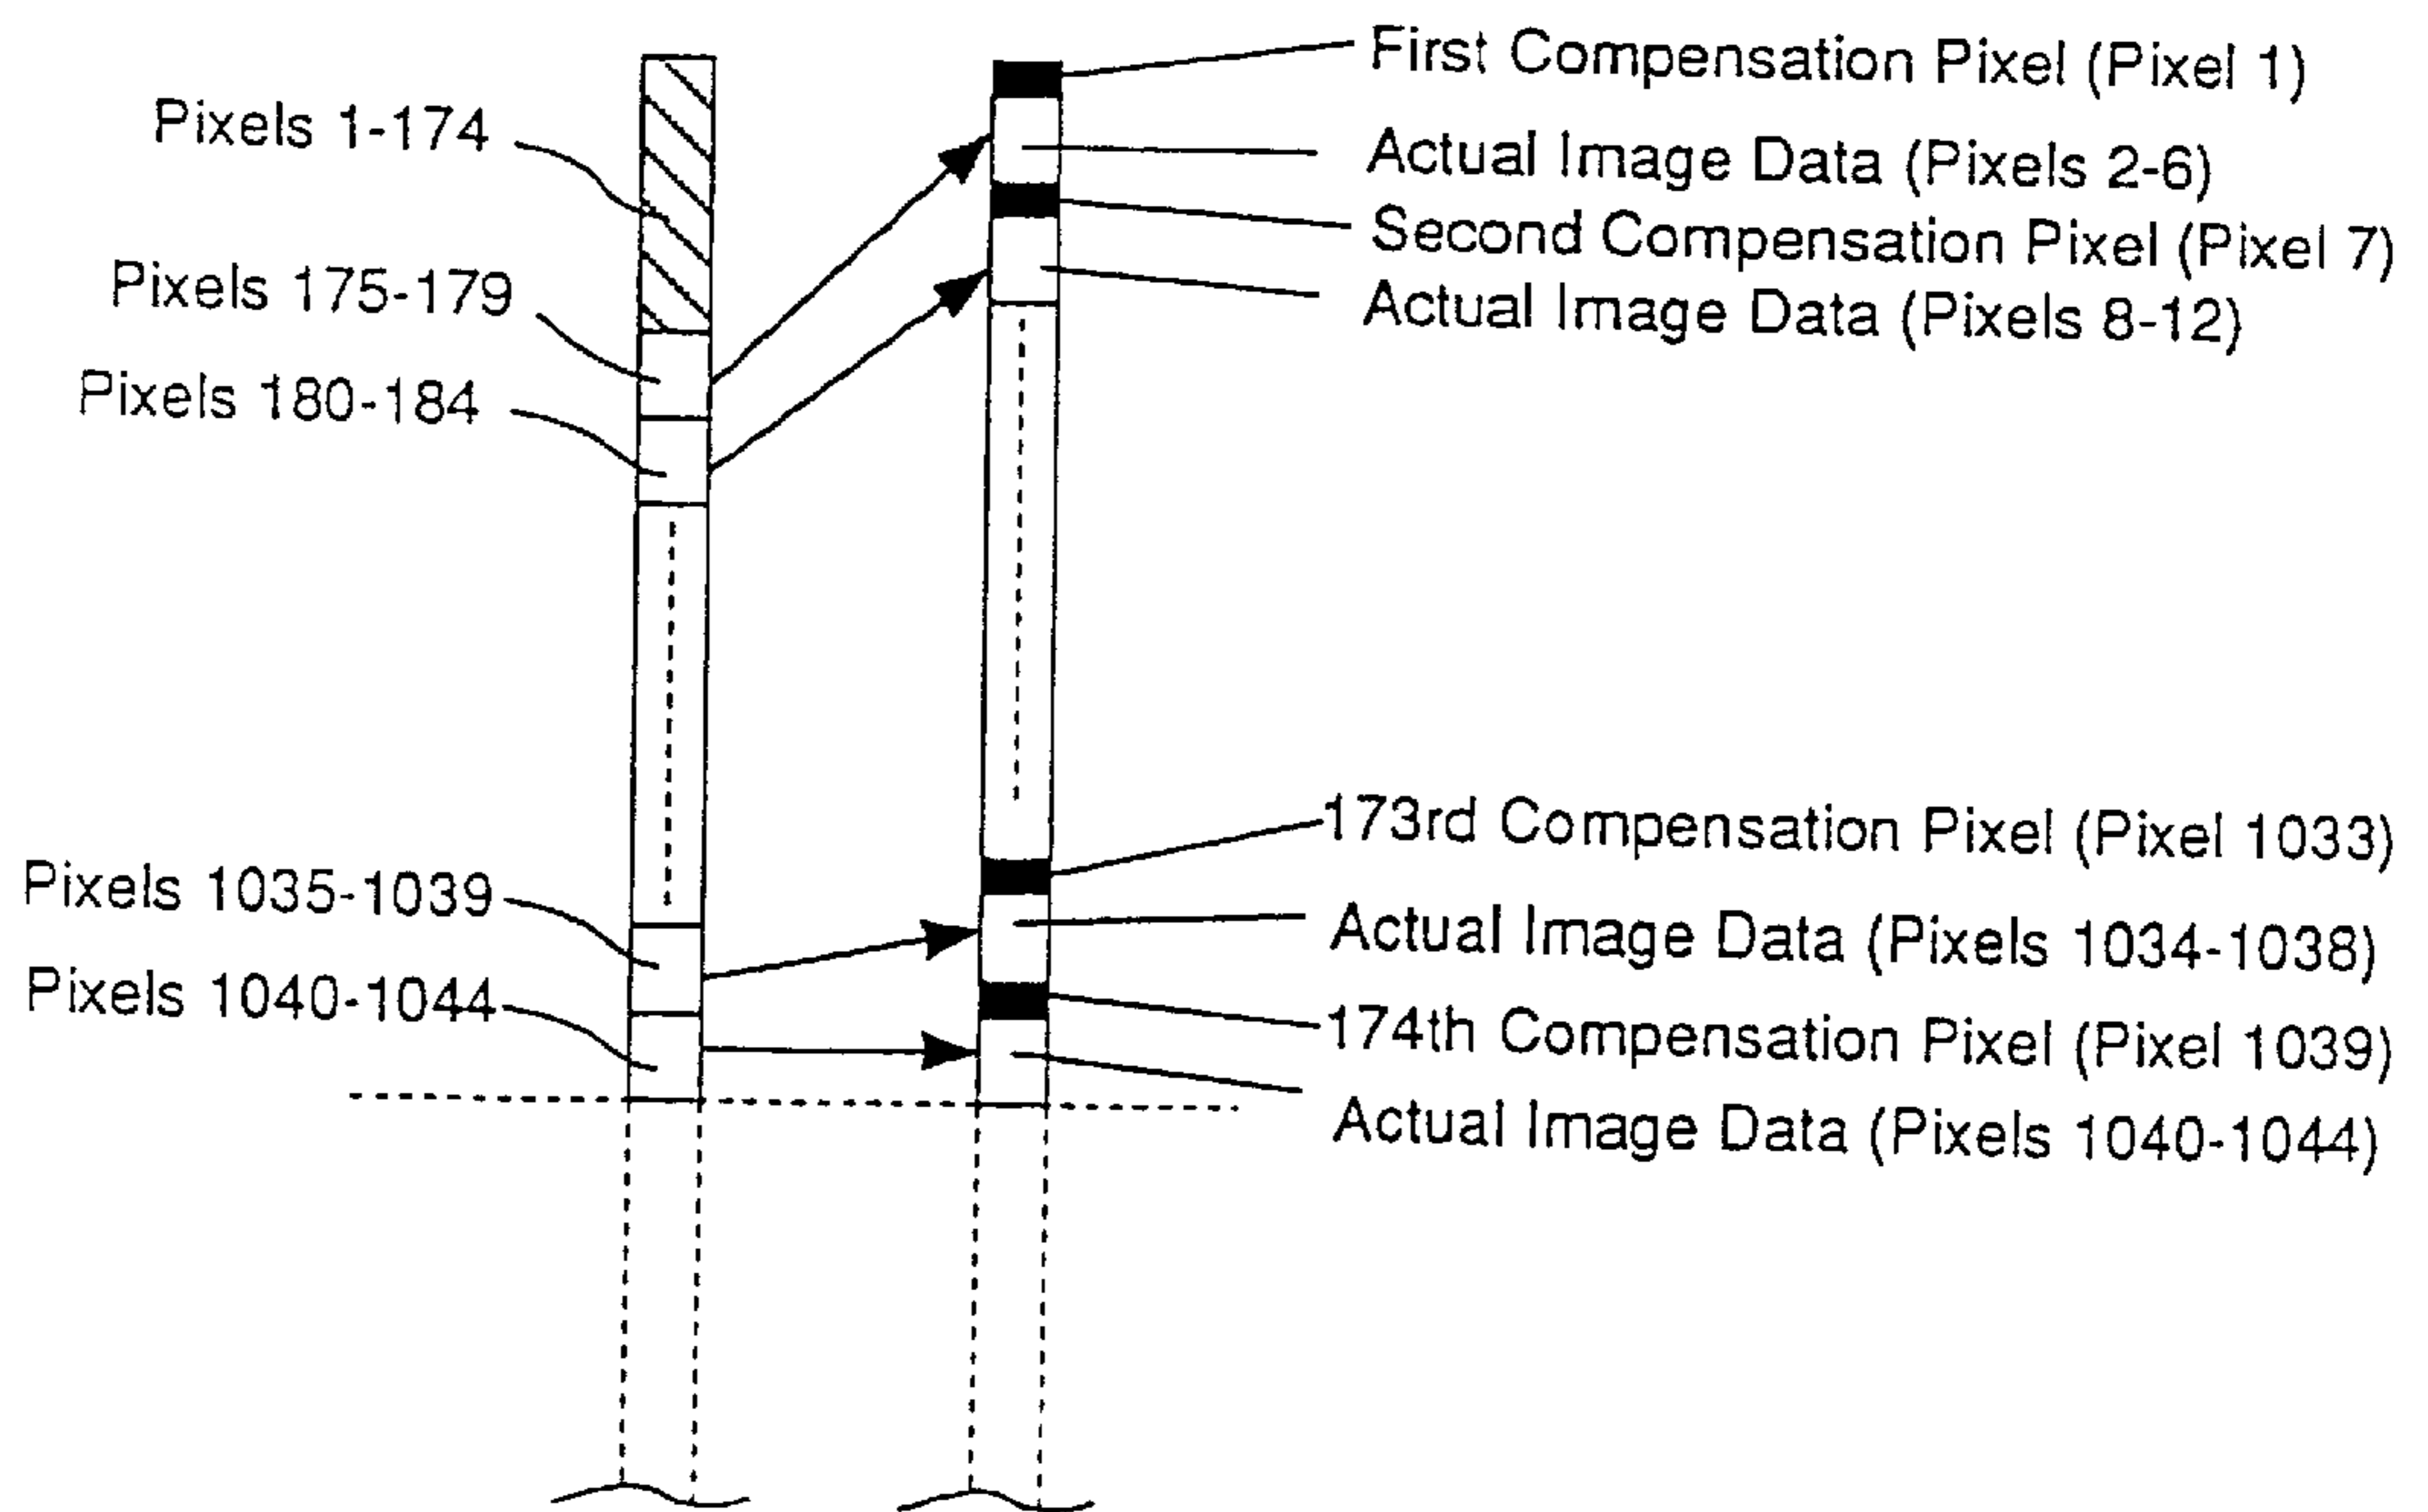 Pixels 1-174
Pixels 175-179
Pixels 180-184
Pixels 1035-1039
Pixels 1040-1044
First Compensation Pixel (Pixel 1)
Actual Image Data (Pixels 2-6)
Second Compensation Pixel (Pixel 7)
Actual Image Data (Pixels 8-12)
173rd Compensation Pixel (Pixel 1033)
Actual Image Data (Pixels 1034-1038)
174th Compensation Pixel (Pixel 1039)
Actual Image Data (Pixels 1040-1044)